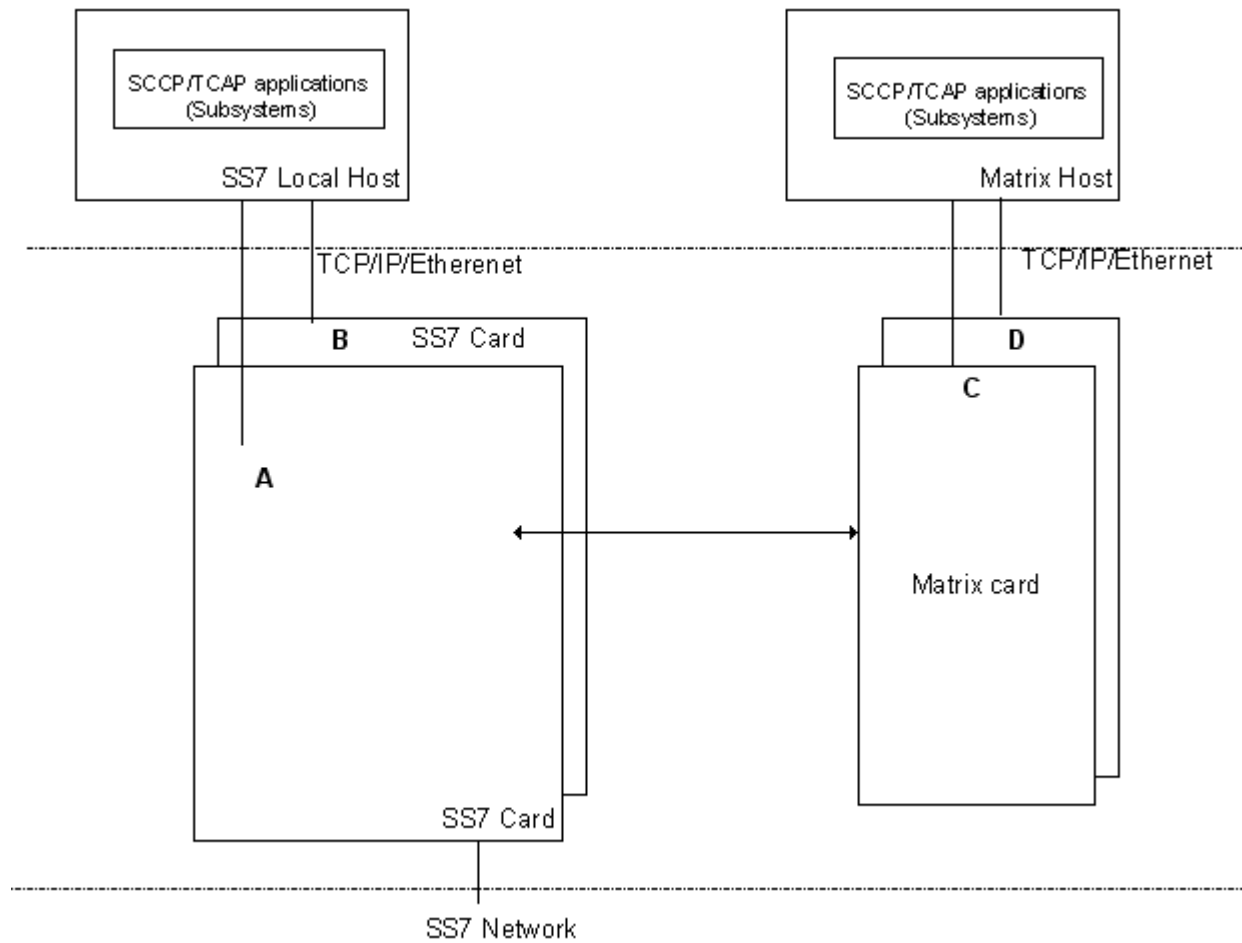 SCCP/TCAP applications
(Subsystems)
SS7 Local Host
SCCP/TCAP applications
(Subsystems)
Matrix Host
TCP/IP/Etherenet
TCP/IP/Ethernet
B
SS7 Card
D
C
A
Matrix card
SS7 Card
SS7 Network